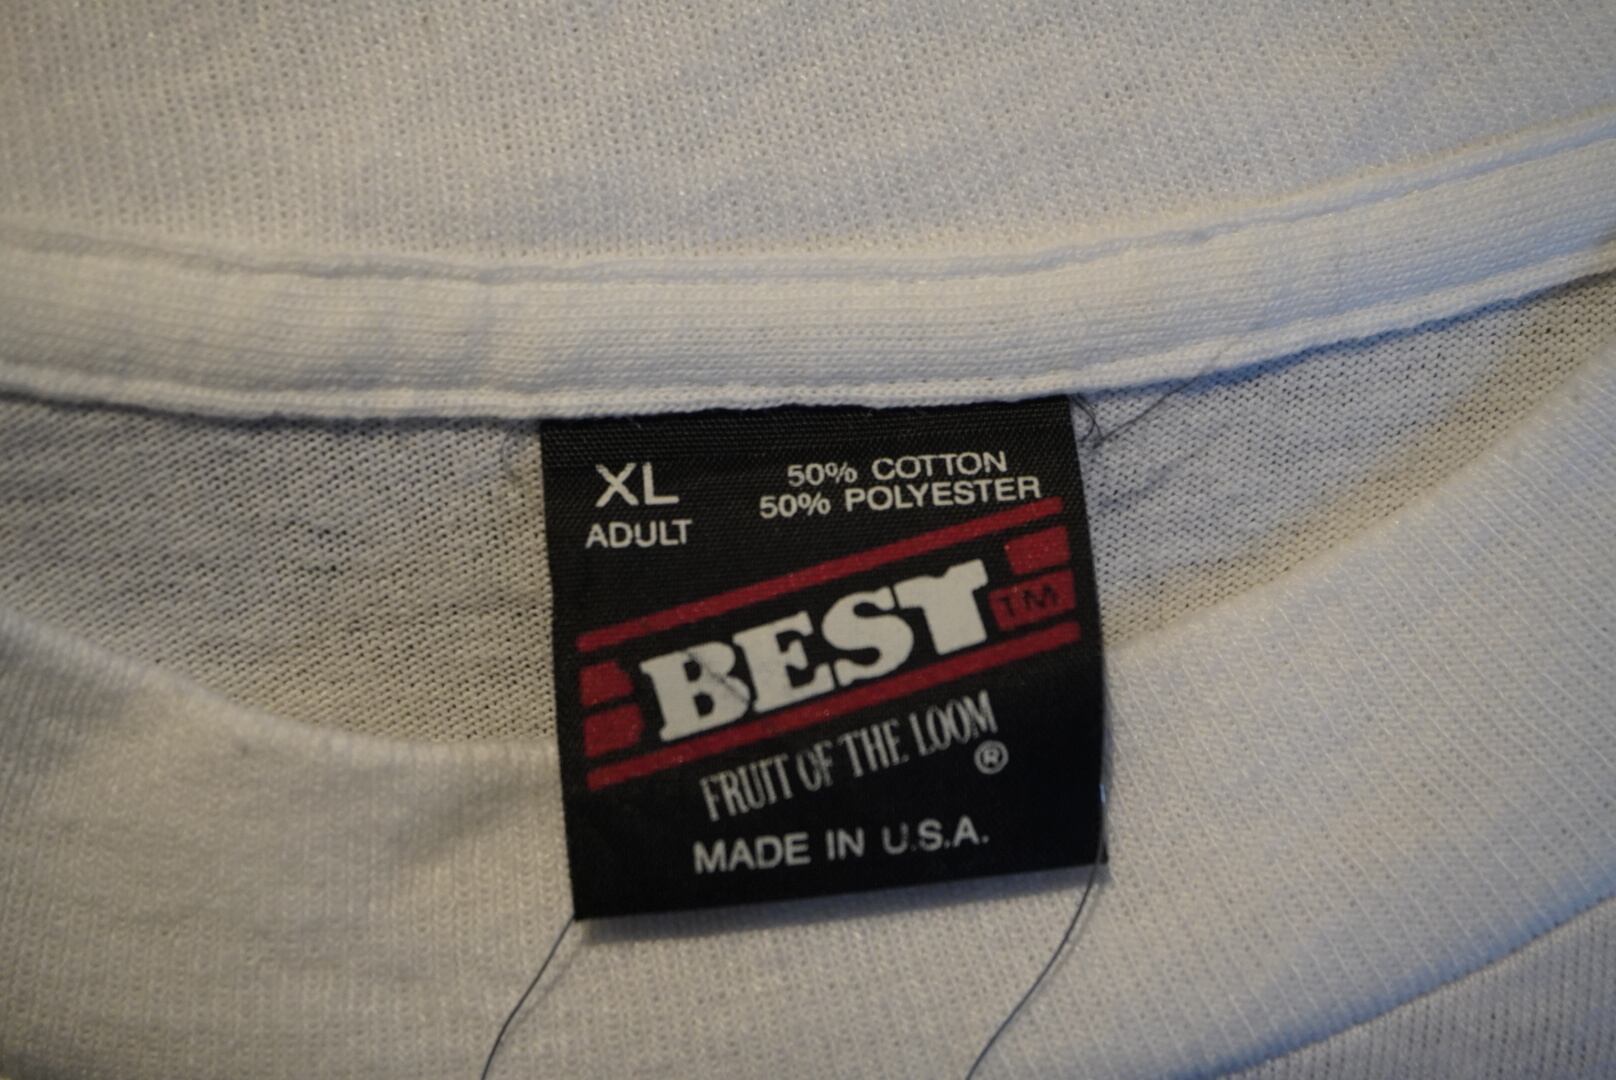 XL
ADULT
50% COTTON
50% POLYESTER
BEST TM
FRUIT OF THE LOOM ®
MADE IN U.S.A.